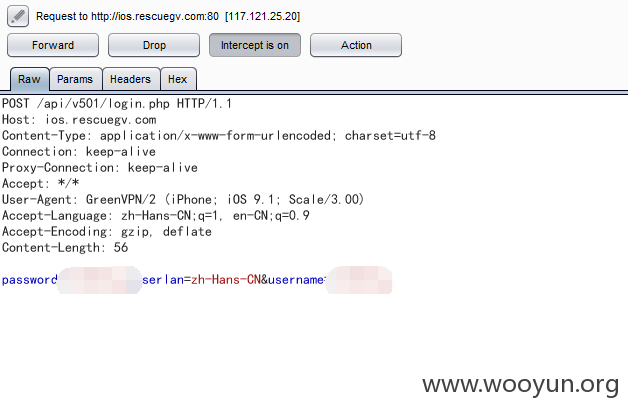 Request to http://ios.rescuegv.com:80 [117.121.25.20]
Forward Drop Intercept is on Action
Raw Params Headers Hex
POST /api/v501/login.php HTTP/1.1
Host: ios.rescuegv.com
Content-Type: application/x-www-form-urlencoded; charset=utf-8
Connection: keep-alive
Proxy-Connection: keep-alive
Accept: */*
User-Agent: GreenVPN/2 (iPhone; iOS 9.1; Scale/3.00)
Accept-Language: zh-Hans-CN;q=1, en-CN;q=0.9
Accept-Encoding: gzip, deflate
Content-Length: 56
password serlan=zh-Hans-CN&username=
www.wooyun.org